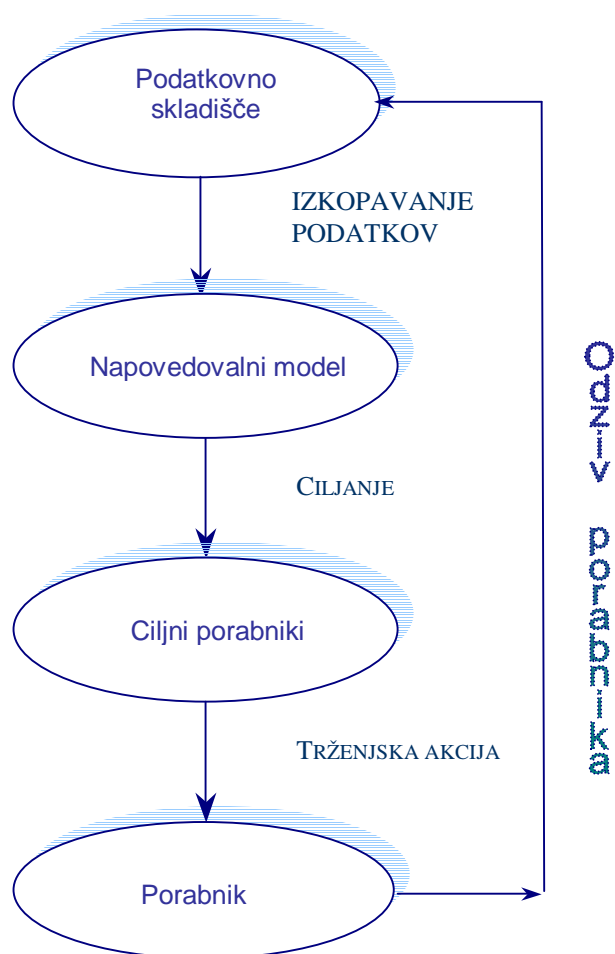 Podatkovno
skladišče
IZKOPAVANJE
PODATKOV
Napovedovalni model
CILJANJE
Ciljni porabniki
TRŽENJSKA AKCIJA
Porabnik
Odziv porabnika